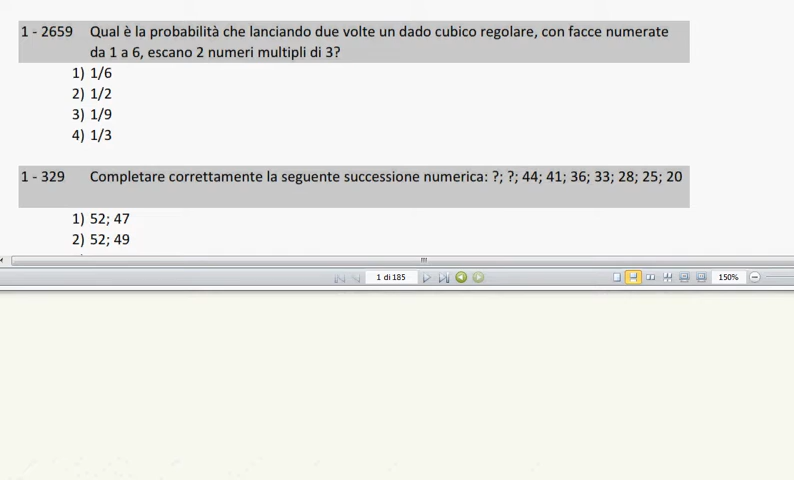 1 - 2659 Qual è la probabilità che lanciando due volte un dado cubico regolare, con facce numerate
da 1 a 6, escano 2 numeri multipli di 3?
1) 1/6
2) 1/2
3) 1/9
4) 1/3
1 - 329 Completare correttamente la seguente successione numerica: ?; ?; 44; 41; 36; 33; 28; 25; 20
1) 52; 47
2) 52; 49
1 di 185 150%